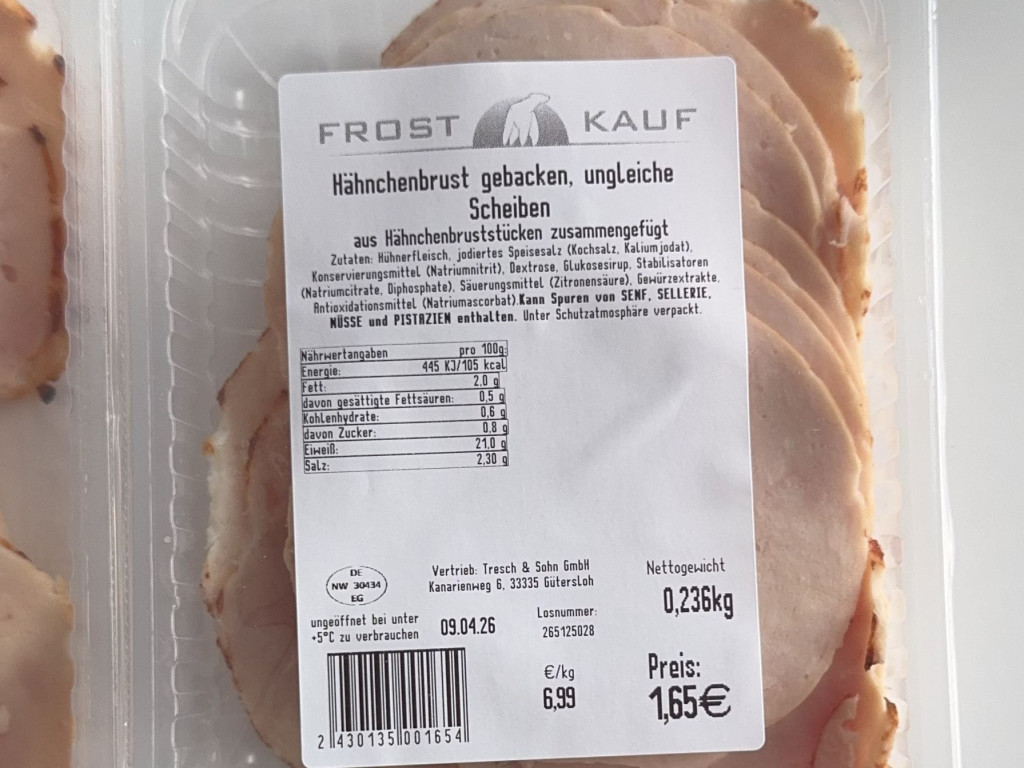 FROST KAUF
Hähnchenbrust gebacken, ungleiche
Scheiben
aus Hähnchenbruststücken zusammengefügt
Zutaten: Hühnerfleisch, jodiertes Speisesalz (Kochsalz, Kaliumjodat),
Konservierungsmittel (Natriumnitrit), Dextrose, Glukosesirup, Stabilisatoren
(Natriumcitrate, Diphosphate), Säuerungsmittel (Zitronensäure), Gewürzextrakte,
Antioxidationsmittel (Natriumascorbat).Kann Spuren von SENF, SELLERIE,
NÜSSE und PISTAZIEN enthalten. Unter Schutzatmosphäre verpackt.
Nährwertangaben pro 100g:
Energie: 445 KJ/105 kcal
Fett: 2,0 g
davon gesättigte Fettsäuren: 0,5 g
Kohlenhydrate: 0,6 g
davon Zucker: 0,8 g
Eiweiß: 21,0 g
Salz: 2,30 g
DE
NW 30434
EG
Vertrieb: Tresch & Sohn GmbH
Kanarienweg 6, 33335 Gütersloh
Nettogewicht
0,236kg
ungeöffnet bei unter
+5°C zu verbrauchen
09.04.26
Losnummer:
265125028
€/kg
6,99
Preis:
1,65€
2 430135 001654